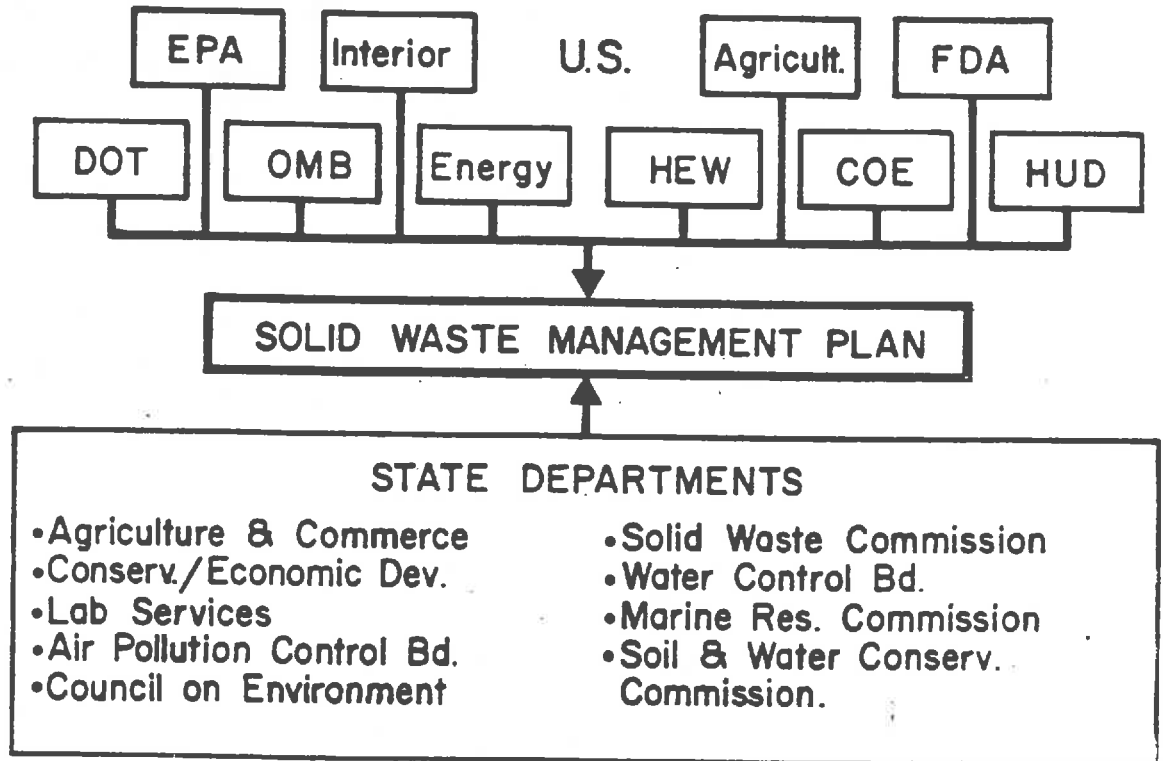 EPA Interior U.S. Agricult. FDA
DOT OMB Energy HEW COE HUD
SOLID WASTE MANAGEMENT PLAN
STATE DEPARTMENTS
•Agriculture & Commerce
•Conserv./Economic Dev.
•Lab Services
•Air Pollution Control Bd.
•Council on Environment
•Solid Waste Commission
•Water Control Bd.
•Marine Res. Commission
•Soil & Water Conserv.
Commission.